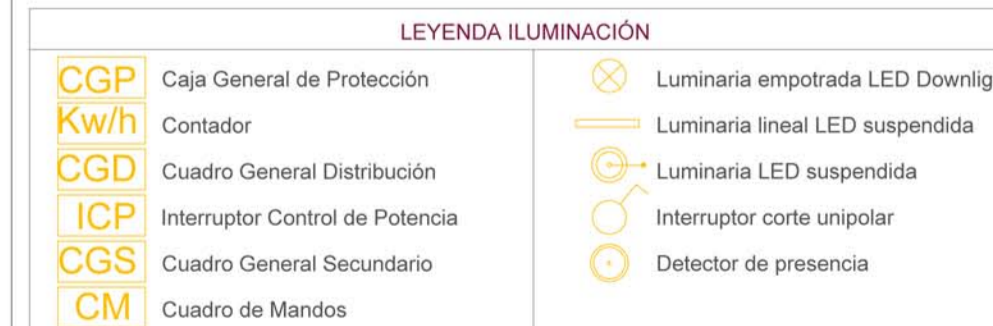 LEYENDA ILUMINACIÓN
CGP Caja General de Protección
Kw/h Contador
CGD Cuadro General Distribución
ICP Interruptor Control de Potencia
CGS Cuadro General Secundario
CM Cuadro de Mandos
Luminaria empotrada LED Downlig
Luminaria lineal LED suspendida
Luminaria LED suspendida
Interruptor corte unipolar
Detector de presencia